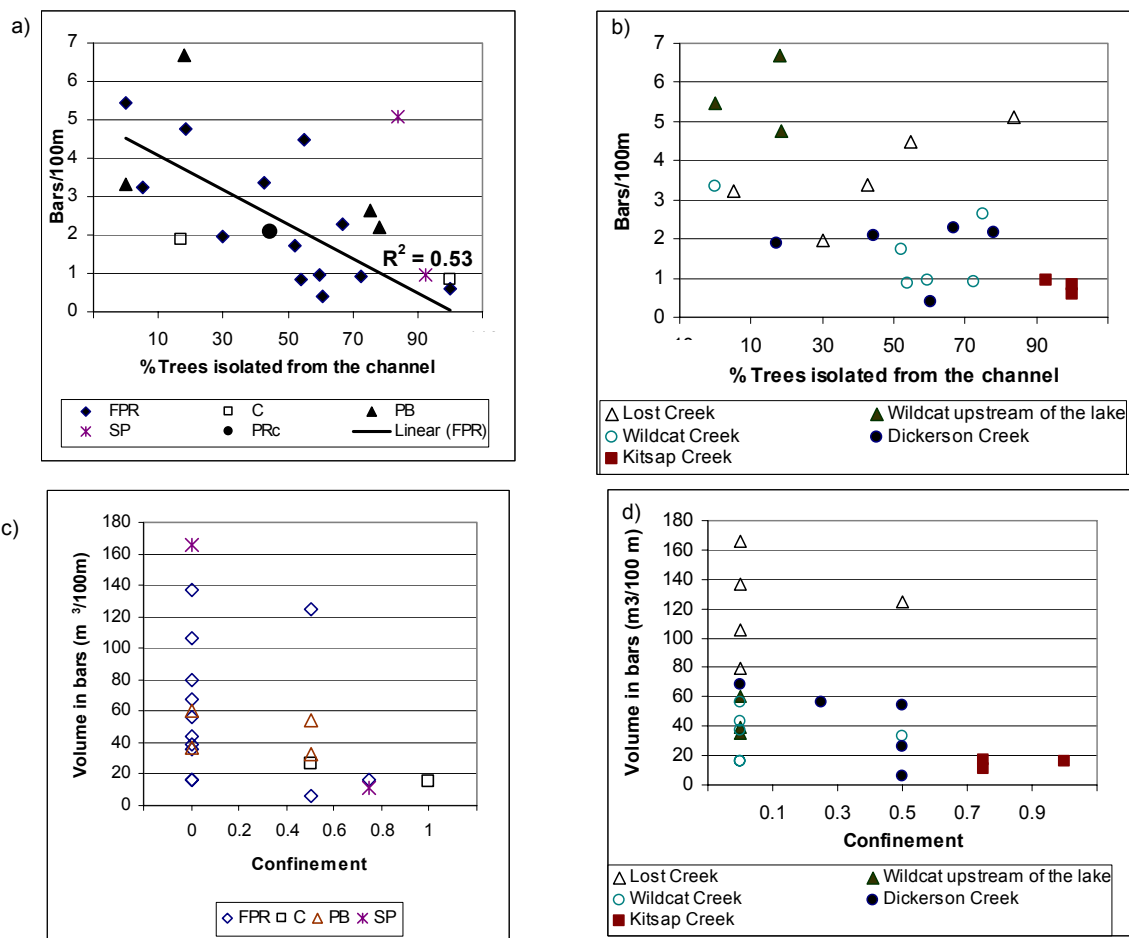 a)
7
6
5
4
3
2
1
0
Bars/100m
R² = 0.53
10 30 50 70 90
% Trees isolated from the channel
FPR C PB
SP PRc Linear (FPR)
b)
7
6
5
4
3
2
1
0
Bars/100m
10 30 50 70 90
% Trees isolated from the channel
Lost Creek Wildcat upstream of the lake
Wildcat Creek Dickerson Creek
Kitsap Creek
c)
180
160
140
120
100
80
60
40
20
0
Volume in bars (m ³/100m)
0 0.2 0.4 0.6 0.8 1
Confinement
FPR C PB SP
d)
180
160
140
120
100
80
60
40
20
0
Volume in bars (m3/100 m)
0.1 0.3 0.5 0.7 0.9
Confinement
Lost Creek Wildcat upstream of the lake
Wildcat Creek Dickerson Creek
Kitsap Creek